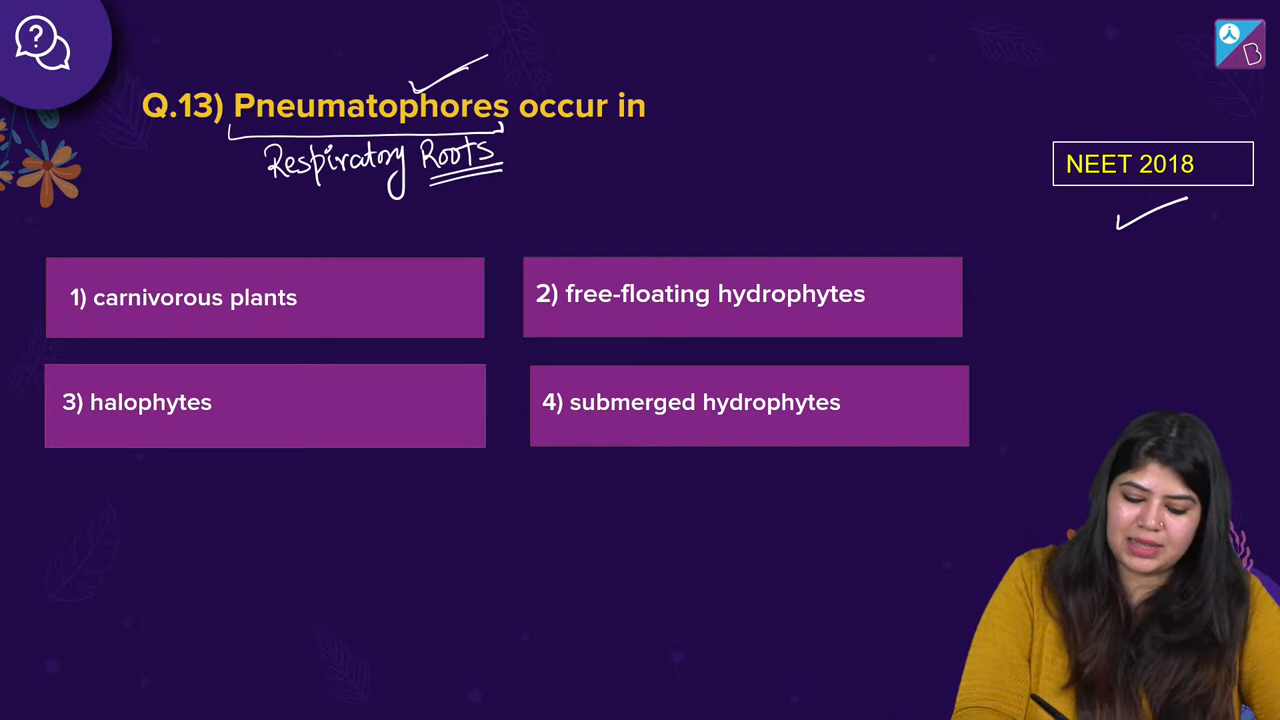 Q.13) Pneumatophores occur in
Respiratory Roots
NEET 2018
1) carnivorous plants
2) free-floating hydrophytes
3) halophytes
4) submerged hydrophytes
B